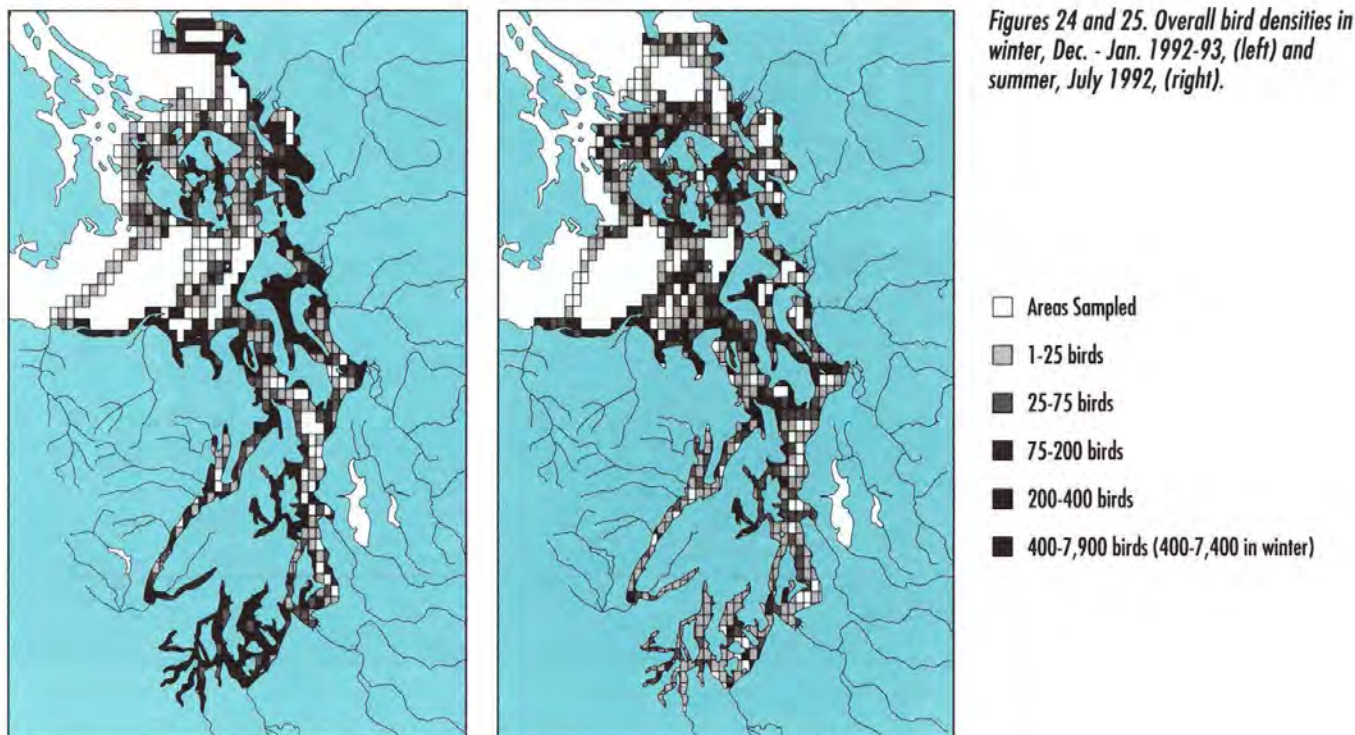 Figures 24 and 25. Overall bird densities in
winter, Dec. - Jan. 1992-93, (left) and
summer, July 1992, (right).
Areas Sampled
1-25 birds
25-75 birds
75-200 birds
200-400 birds
400-7,900 birds (400-7,400 in winter)